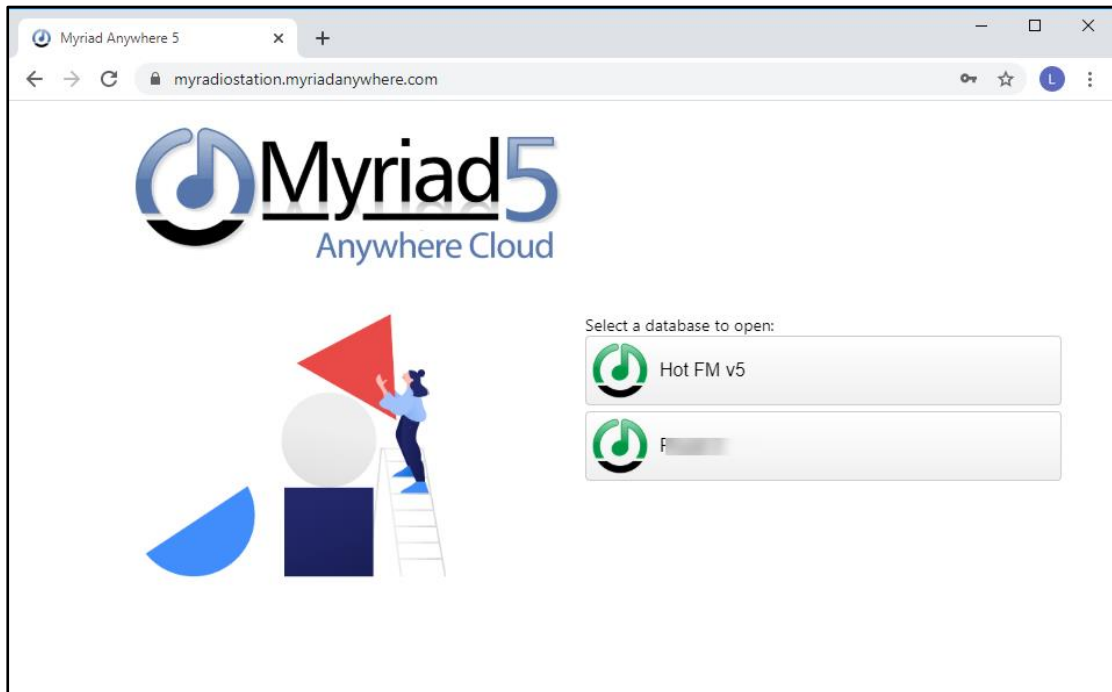 Myriad Anywhere 5
myradiostation.myriadanywhere.com
L
Myriad5
Anywhere Cloud
Select a database to open:
Hot FM v5